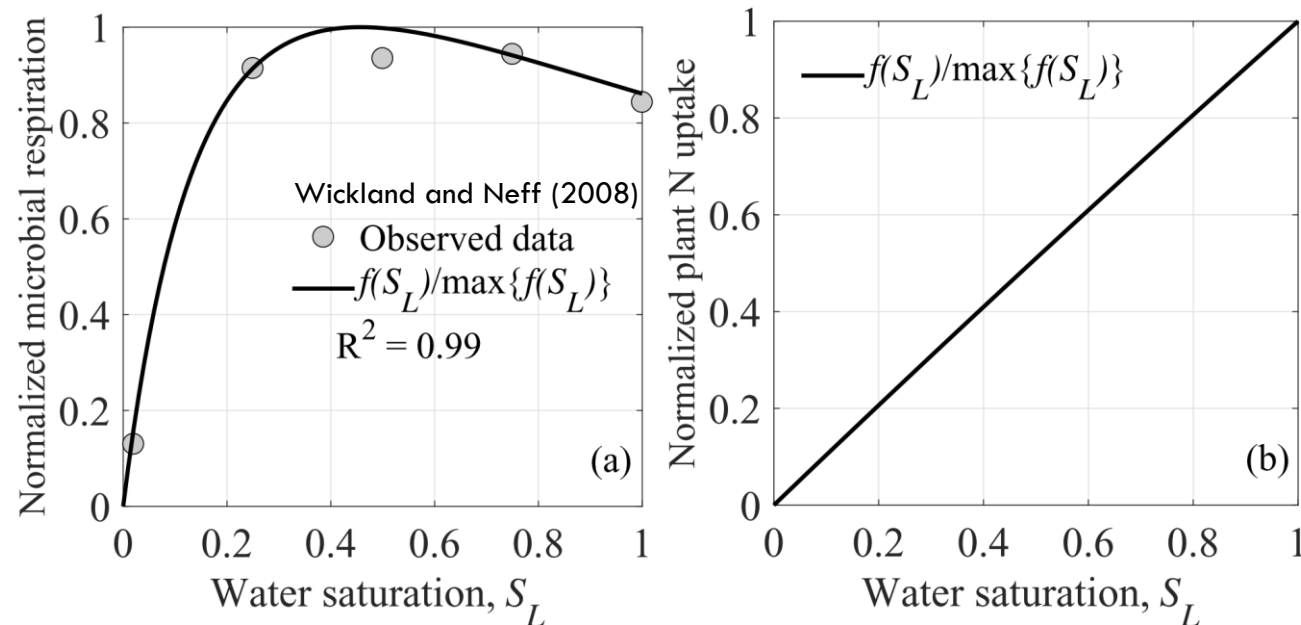 Normalized microbial respiration
1
0.8
0.6
0.4
0.2
0
Wickland and Neff (2008)
Observed data
f(S_L)/max{f(S_L)}
R^2 = 0.99
(a)
0 0.2 0.4 0.6 0.8 1
Water saturation, S_L
Normalized plant N uptake
1
0.8
0.6
0.4
0.2
0
f(S_L)/max{f(S_L)}
(b)
0 0.2 0.4 0.6 0.8 1
Water saturation, S_L